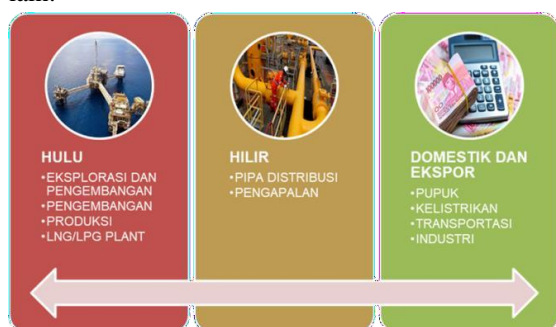 HULU
•EKSPLORASI DAN
PENGEMBANGAN
•PENGEMBANGAN
•PRODUKSI
•LNG/LPG PLANT
HILIR
•PIPA DISTRIBUSI
•PENGAPALAN
DOMESTIK DAN
EKSPOR
•PUPUK
•KELISTRIKAN
•TRANSPORTASI
•INDUSTRI